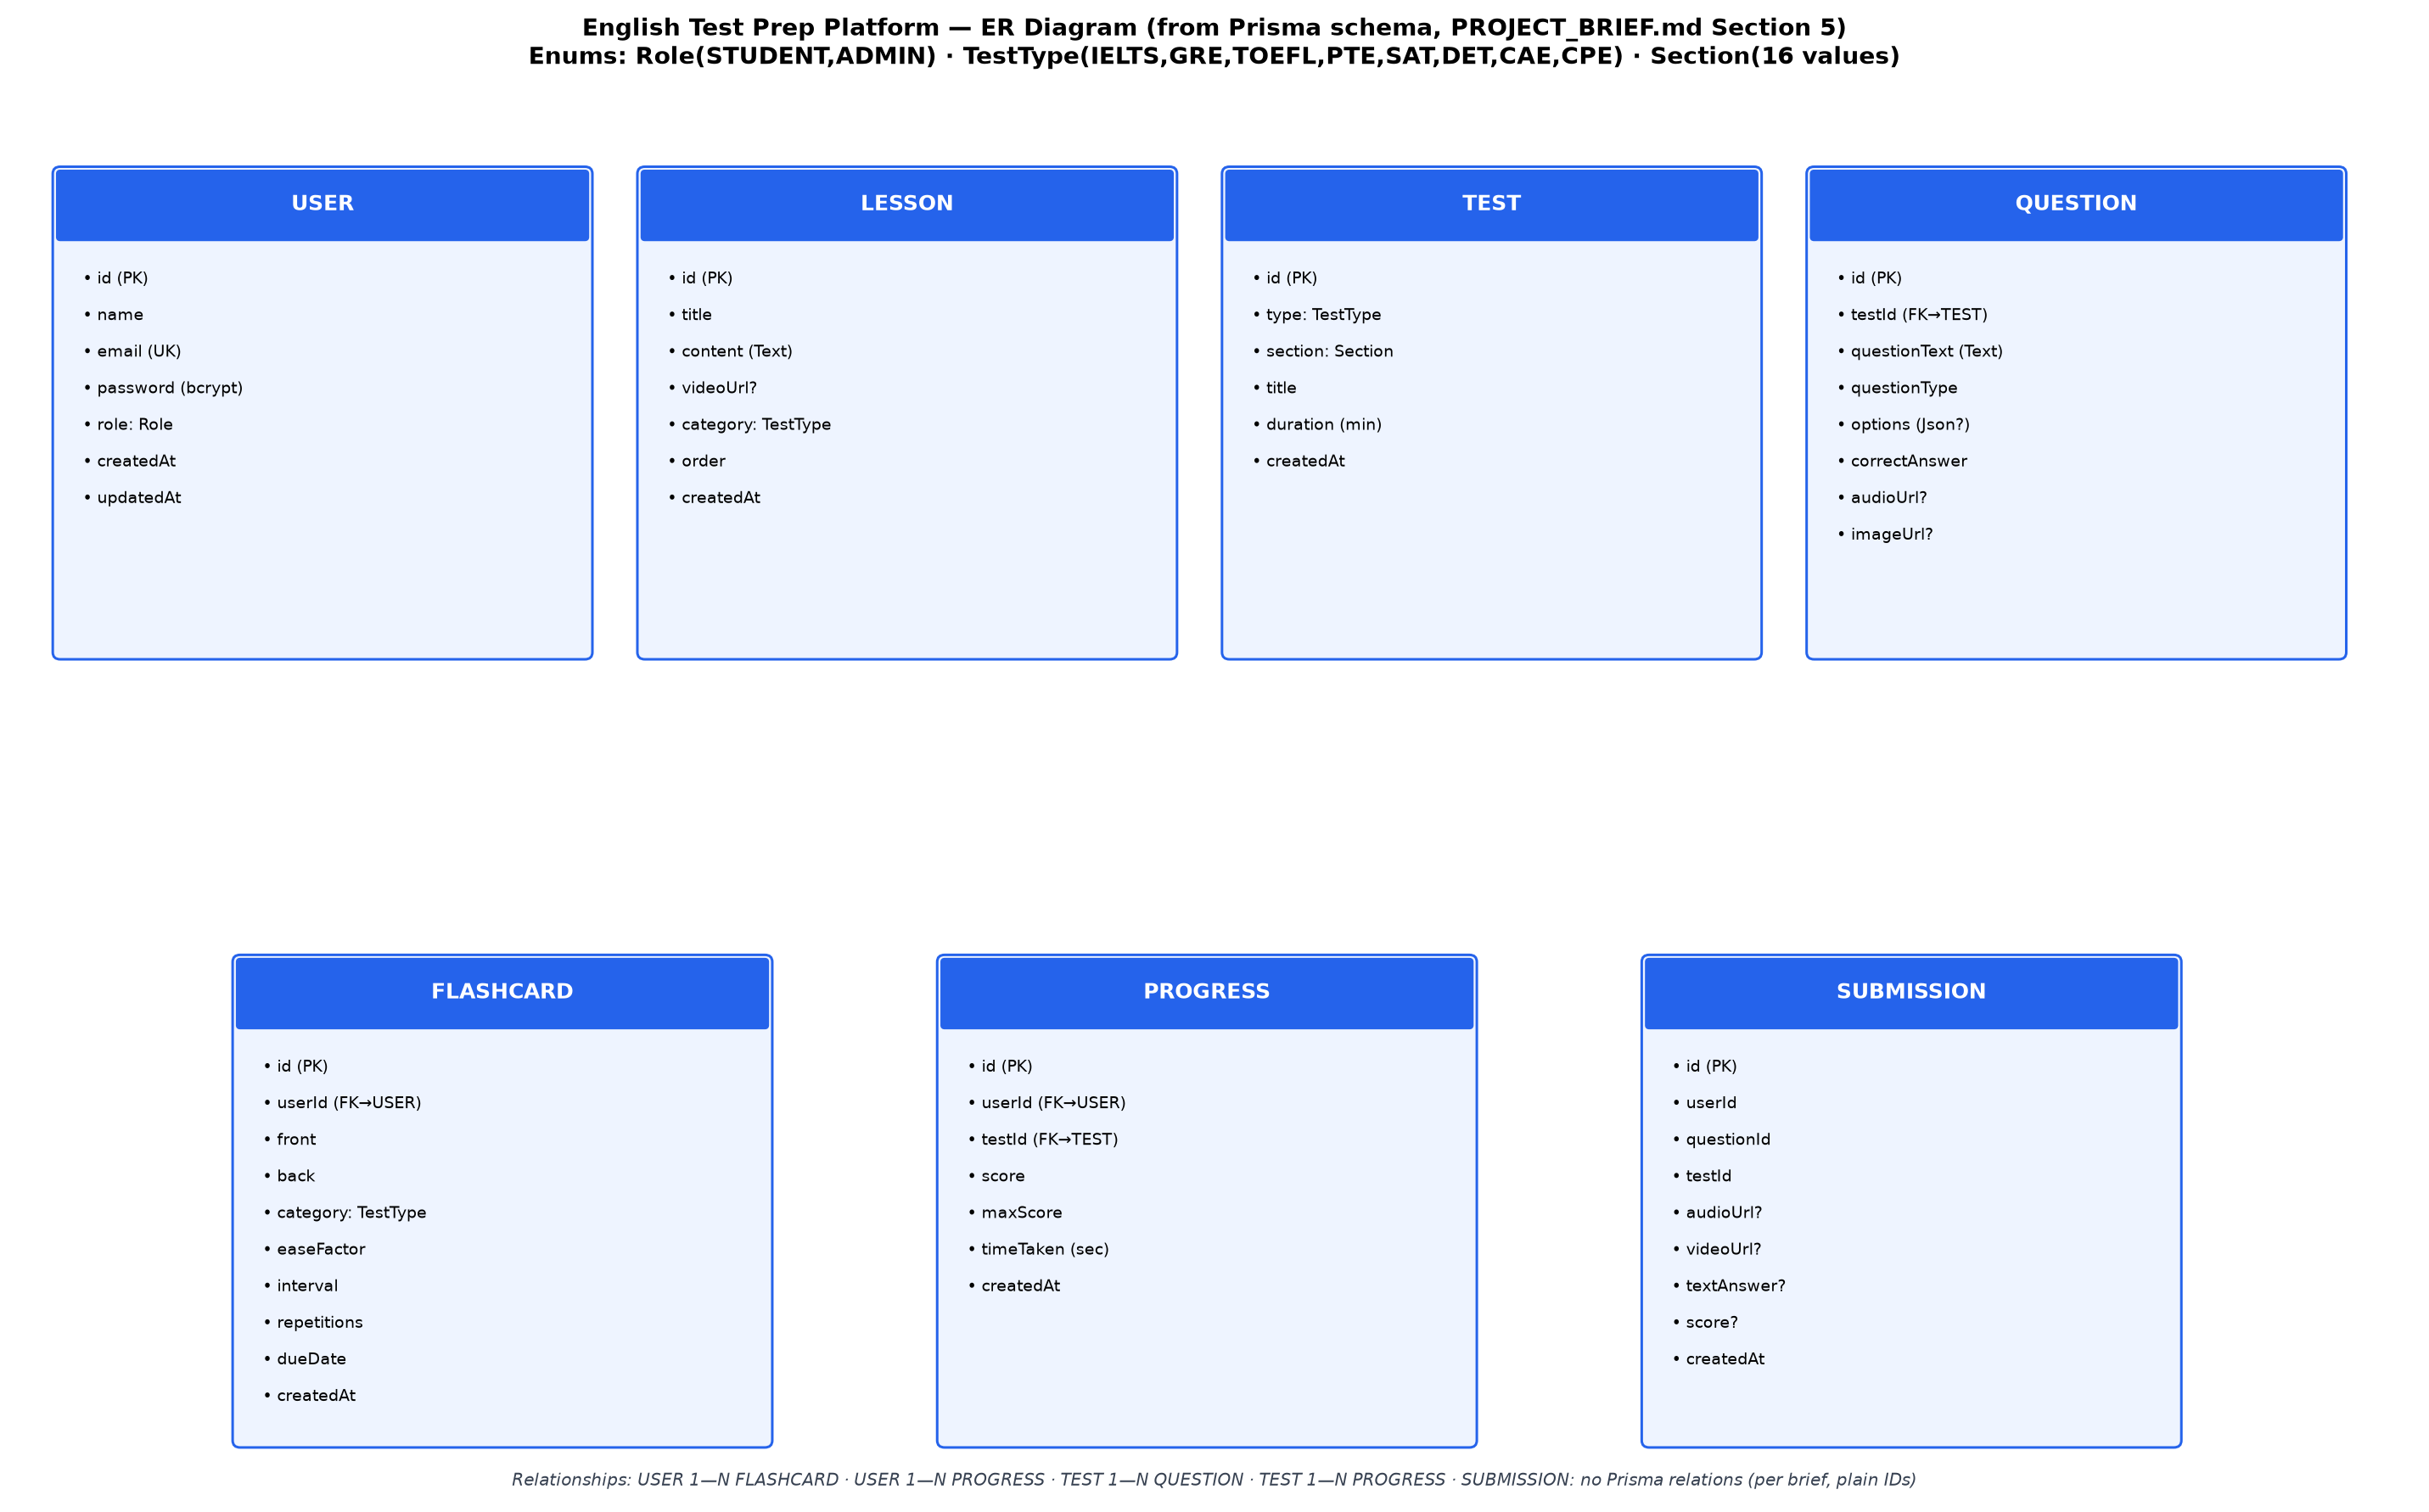 English Test Prep Platform — ER Diagram (from Prisma schema, PROJECT_BRIEF.md Section 5)
Enums: Role(STUDENT,ADMIN) · TestType(IELTS,GRE,TOEFL,PTE,SAT,DET,CAE,CPE) · Section(16 values)
USER
• id (PK)
• name
• email (UK)
• password (bcrypt)
• role: Role
• createdAt
• updatedAt
LESSON
• id (PK)
• title
• content (Text)
• videoUrl?
• category: TestType
• order
• createdAt
TEST
• id (PK)
• type: TestType
• section: Section
• title
• duration (min)
• createdAt
QUESTION
• id (PK)
• testId (FK→TEST)
• questionText (Text)
• questionType
• options (Json?)
• correctAnswer
• audioUrl?
• imageUrl?
FLASHCARD
• id (PK)
• userId (FK→USER)
• front
• back
• category: TestType
• easeFactor
• interval
• repetitions
• dueDate
• createdAt
PROGRESS
• id (PK)
• userId (FK→USER)
• testId (FK→TEST)
• score
• maxScore
• timeTaken (sec)
• createdAt
SUBMISSION
• id (PK)
• userId
• questionId
• testId
• audioUrl?
• videoUrl?
• textAnswer?
• score?
• createdAt
Relationships: USER 1—N FLASHCARD · USER 1—N PROGRESS · TEST 1—N QUESTION · TEST 1—N PROGRESS · SUBMISSION: no Prisma relations (per brief, plain IDs)